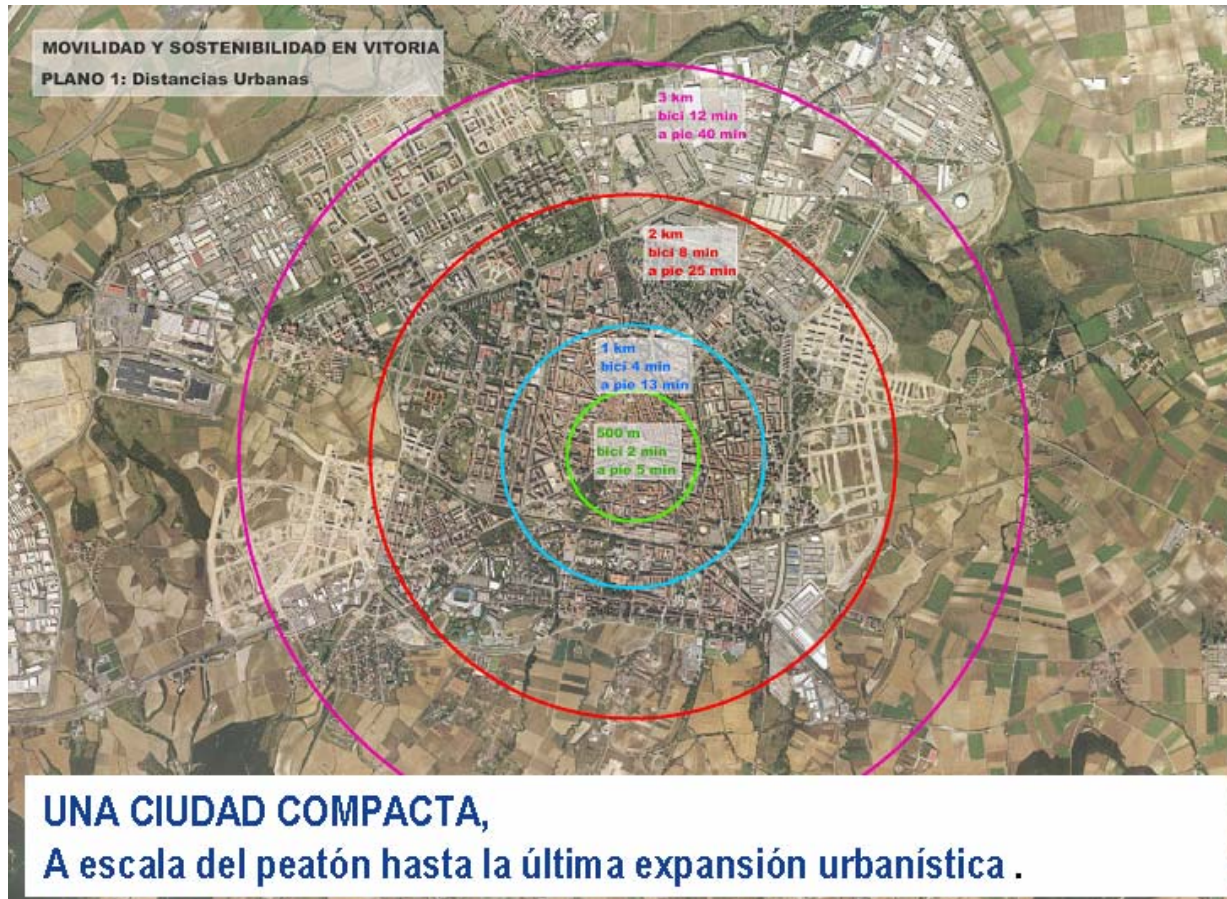 MOVILIDAD Y SOSTENIBILIDAD EN VITORIA
PLANO 1: Distancias Urbanas
3 km
bici 12 min
a pie 40 min
2 km
bici 8 min
a pie 25 min
1 km
bici 4 min
a pie 13 min
500 m
bici 2 min
a pie 5 min
UNA CIUDAD COMPACTA,
A escala del peatón hasta la última expansión urbanística .